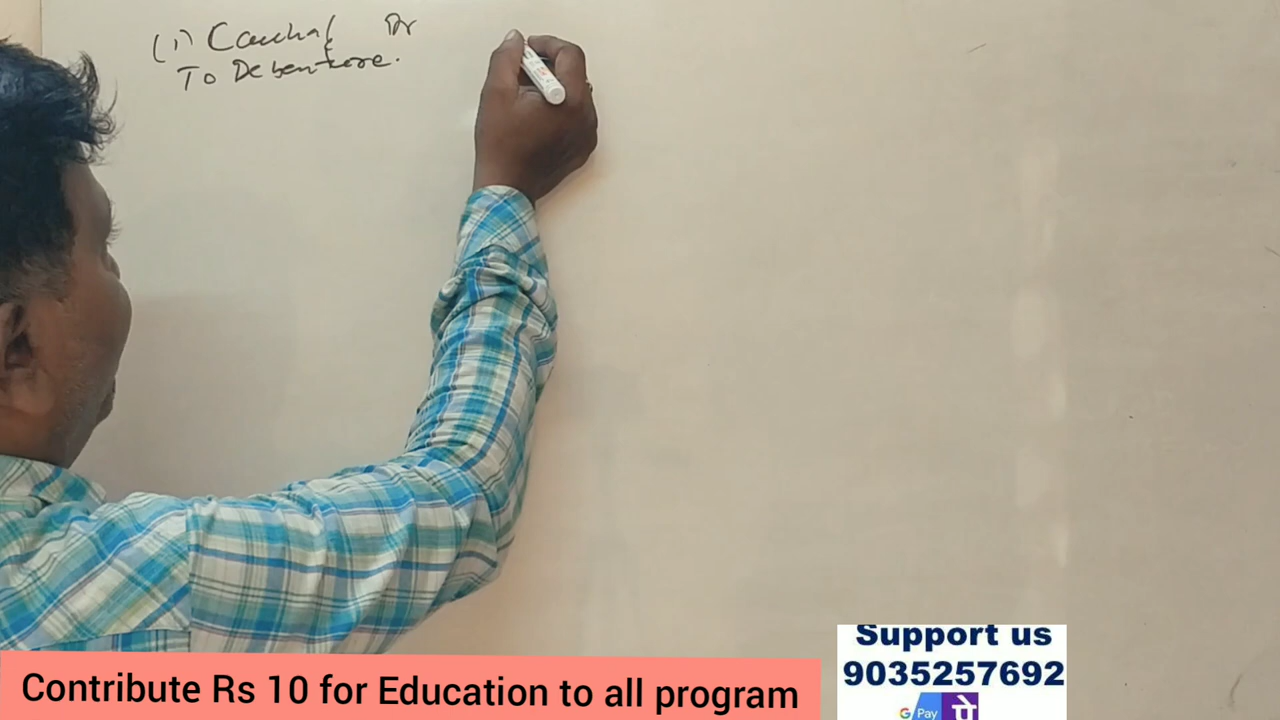 (1) Cash a/c Dr
To Debenture.
Contribute Rs 10 for Education to all program
Support us
9035257692
G Pay पे